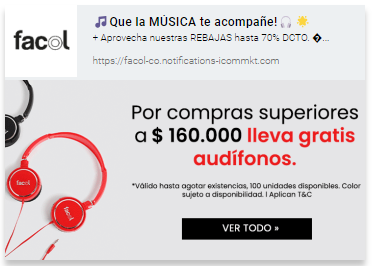 facol
🎵 Que la MÚSICA te acompañe! 🎧 🌟
+ Aprovecha nuestras REBAJAS hasta 70% DCTO. �...
https://facol-co.notifications-icommkt.com
Por compras superiores
a $ 160.000 lleva gratis
audífonos.
*Válido hasta agotar existencias, 100 unidades disponibles. Color
sujeto a disponibilidad. I Aplican T&C
facol
facol
VER TODO »